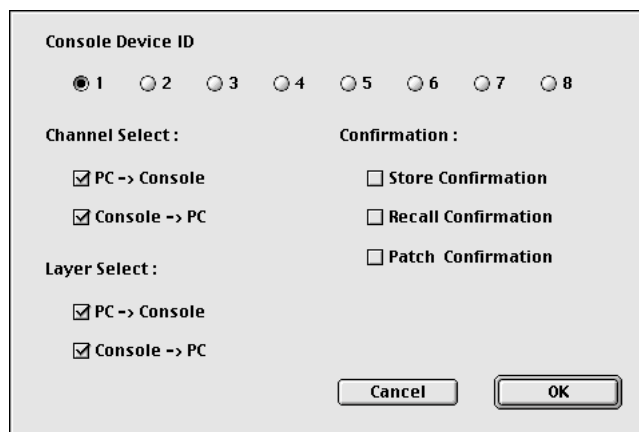 Console Device ID
1 2 3 4 5 6 7 8
Channel Select :
PC -> Console
Console -> PC
Confirmation :
Store Confirmation
Recall Confirmation
Patch Confirmation
Layer Select :
PC -> Console
Console -> PC
Cancel OK